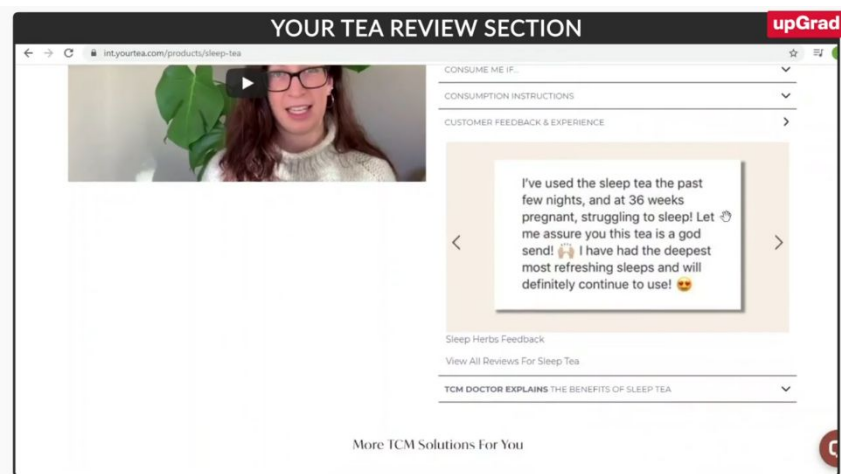 YOUR TEA REVIEW SECTION
upGrad
int.yourtea.com/products/sleep-tea
CONSUME ME IF...
CONSUMPTION INSTRUCTIONS
CUSTOMER FEEDBACK & EXPERIENCE
I've used the sleep tea the past
few nights, and at 36 weeks
pregnant, struggling to sleep! Let
me assure you this tea is a god
send! 🙌🏼 I have had the deepest
most refreshing sleeps and will
definitely continue to use! 😍
Sleep Herbs Feedback
View All Reviews For Sleep Tea
TCM DOCTOR EXPLAINS THE BENEFITS OF SLEEP TEA
More TCM Solutions For You